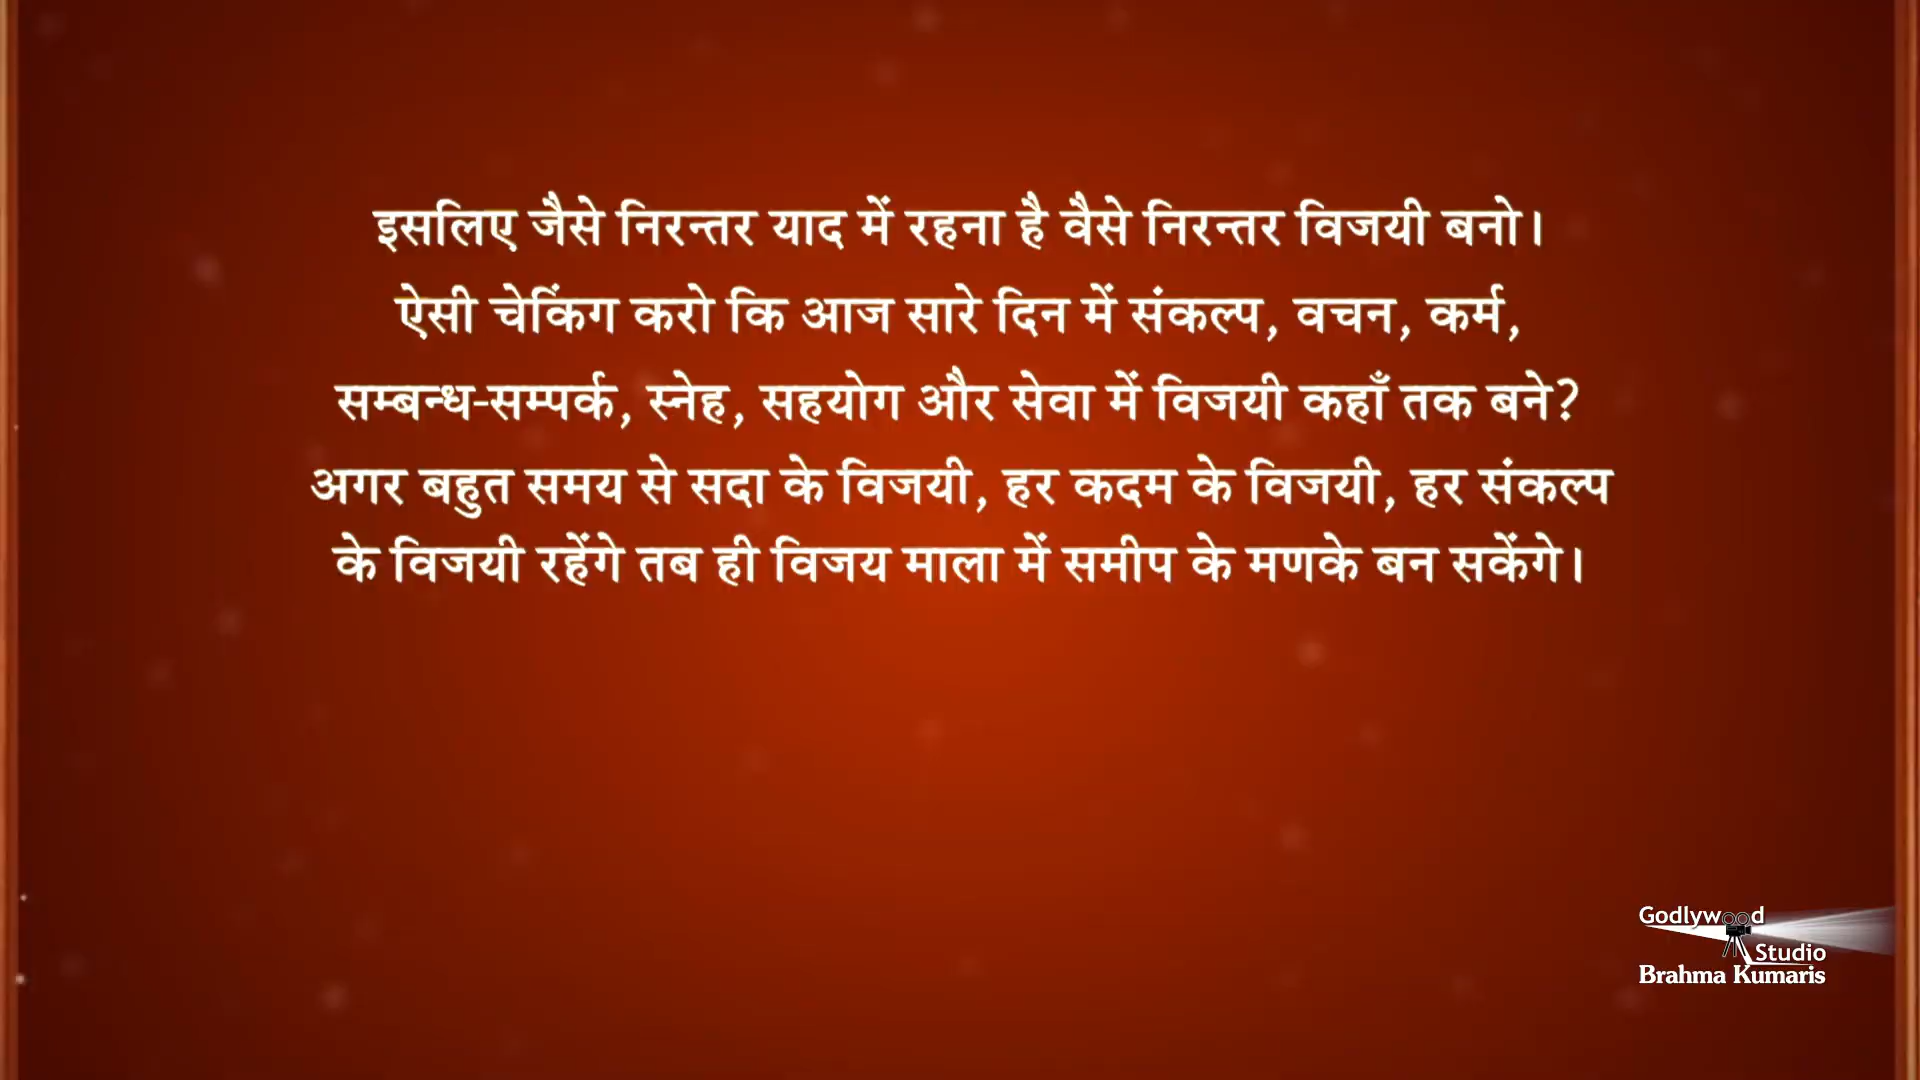 इसलिए जैसे निरन्तर याद में रहना है वैसे निरन्तर विजयी बनो।
ऐसी चेकिंग करो कि आज सारे दिन में संकल्प, वचन, कर्म,
सम्बन्ध-सम्पर्क, स्नेह, सहयोग और सेवा में विजयी कहाँ तक बने?
अगर बहुत समय से सदा के विजयी, हर कदम के विजयी, हर संकल्प
के विजयी रहेंगे तब ही विजय माला में समीप के मणके बन सकेंगे।
Godlywood
Studio
Brahma Kumaris